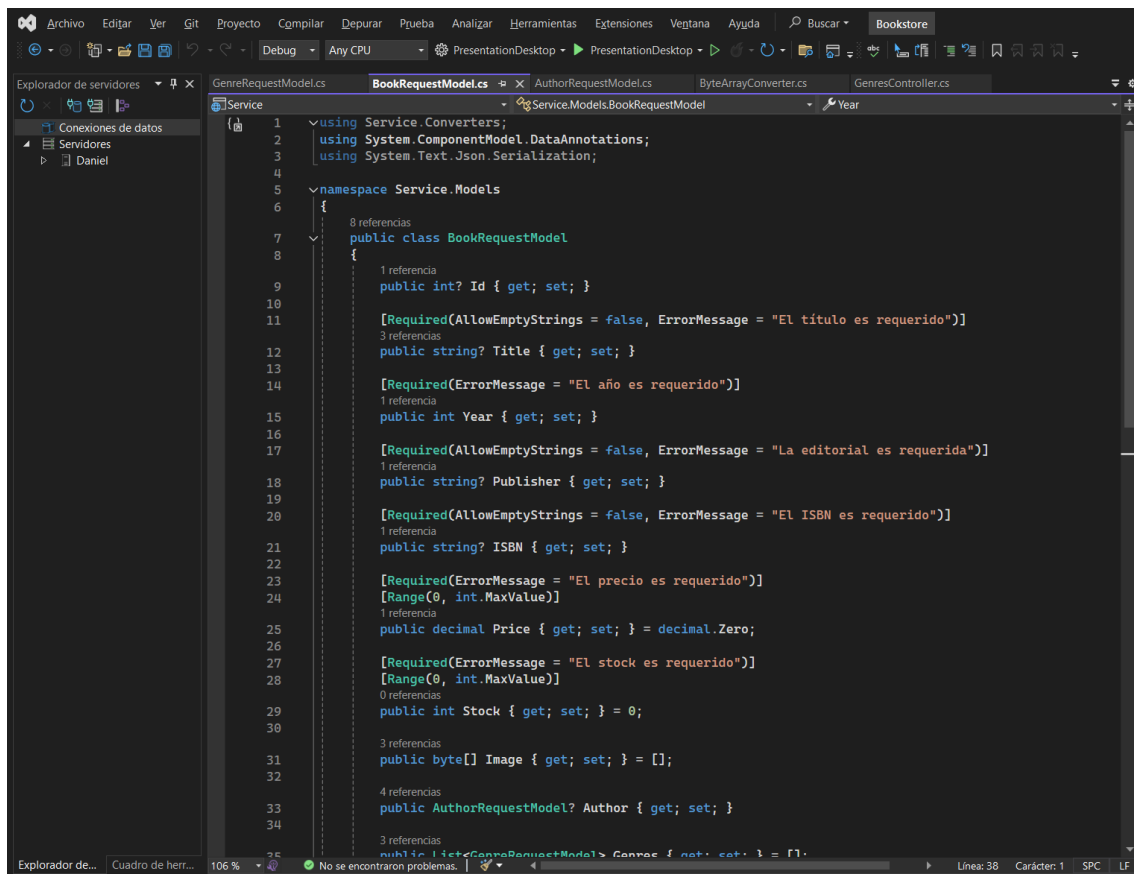 Archivo Editar Ver Git Proyecto Compilar Depurar Prueba Analizar Herramientas Extensiones Ventana Ayuda Buscar Bookstore
Debug Any CPU PresentationDesktop PresentationDesktop
Explorador de servidores
Conexiones de datos
Servidores
Daniel
GenreRequestModel.cs BookRequestModel.cs AuthorRequestModel.cs ByteArrayConverter.cs GenresController.cs
Service Service.Models.BookRequestModel Year
1 using Service.Converters;
2 using System.ComponentModel.DataAnnotations;
3 using System.Text.Json.Serialization;
4
5 namespace Service.Models
6 {
8 referencias
7 public class BookRequestModel
8 {
1 referencia
9 public int? Id { get; set; }
10
11 [Required(AllowEmptyStrings = false, ErrorMessage = "El título es requerido")]
3 referencias
12 public string? Title { get; set; }
13
14 [Required(ErrorMessage = "El año es requerido")]
1 referencia
15 public int Year { get; set; }
16
17 [Required(AllowEmptyStrings = false, ErrorMessage = "La editorial es requerida")]
1 referencia
18 public string? Publisher { get; set; }
19
20 [Required(AllowEmptyStrings = false, ErrorMessage = "El ISBN es requerido")]
1 referencia
21 public string? ISBN { get; set; }
22
23 [Required(ErrorMessage = "El precio es requerido")]
24 [Range(0, int.MaxValue)]
1 referencia
25 public decimal Price { get; set; } = decimal.Zero;
26
27 [Required(ErrorMessage = "El stock es requerido")]
28 [Range(0, int.MaxValue)]
0 referencias
29 public int Stock { get; set; } = 0;
30
3 referencias
31 public byte[] Image { get; set; } = [];
32
4 referencias
33 public AuthorRequestModel? Author { get; set; }
34
3 referencias
35 public List<GenreRequestModel> Genres { get; set; } = [];
Explorador de... Cuadro de herr... 106 % No se encontraron problemas. Línea: 38 Carácter: 1 SPC LF